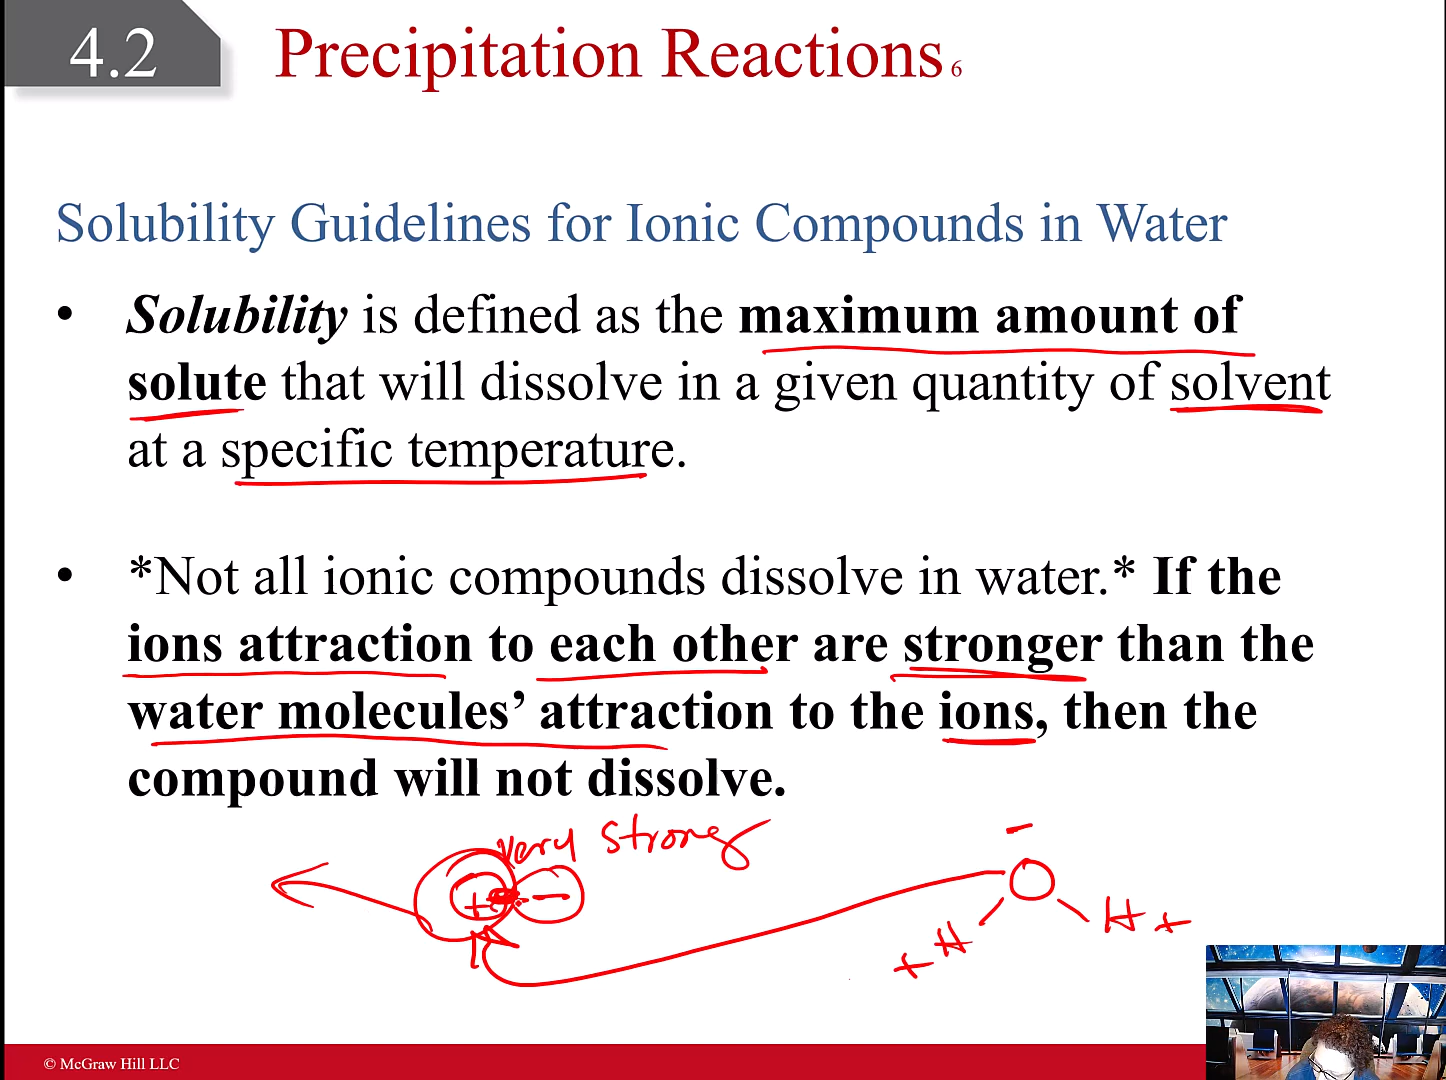 4.2
Precipitation Reactions 6
Solubility Guidelines for Ionic Compounds in Water
• Solubility is defined as the maximum amount of
solute that will dissolve in a given quantity of solvent
at a specific temperature.
• *Not all ionic compounds dissolve in water.* If the
ions attraction to each other are stronger than the
water molecules’ attraction to the ions, then the
compound will not dissolve.
very strong
+ −
−
O
H +
+ H
© McGraw Hill LLC